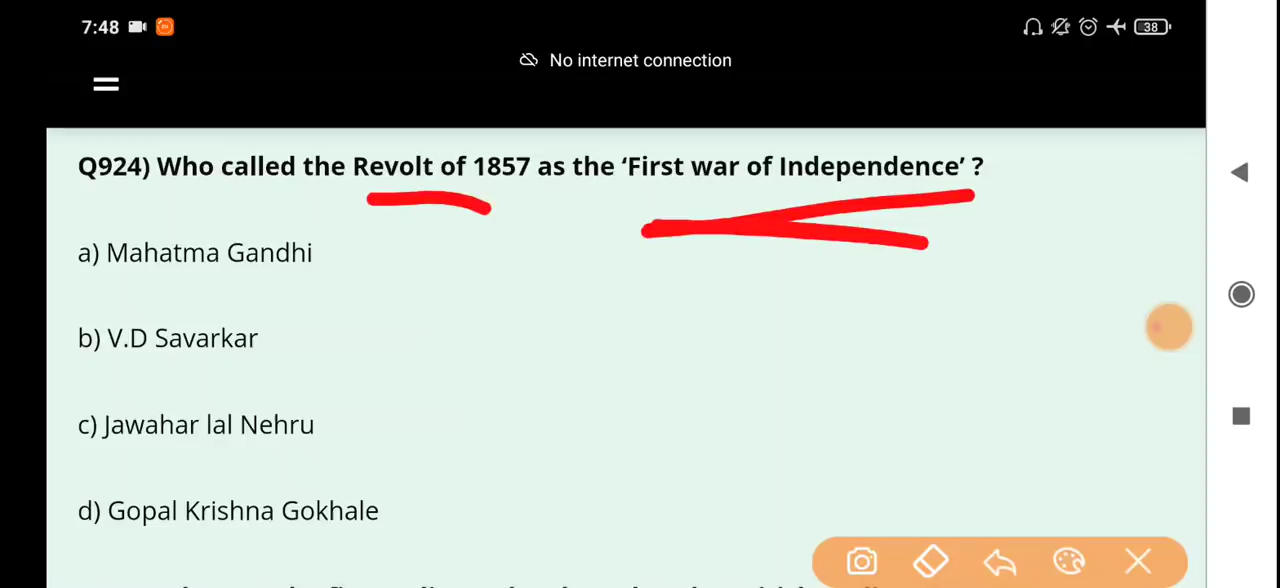 7:48
38
No internet connection
Q924) Who called the Revolt of 1857 as the ‘First war of Independence’ ?
a) Mahatma Gandhi
b) V.D Savarkar
c) Jawahar lal Nehru
d) Gopal Krishna Gokhale